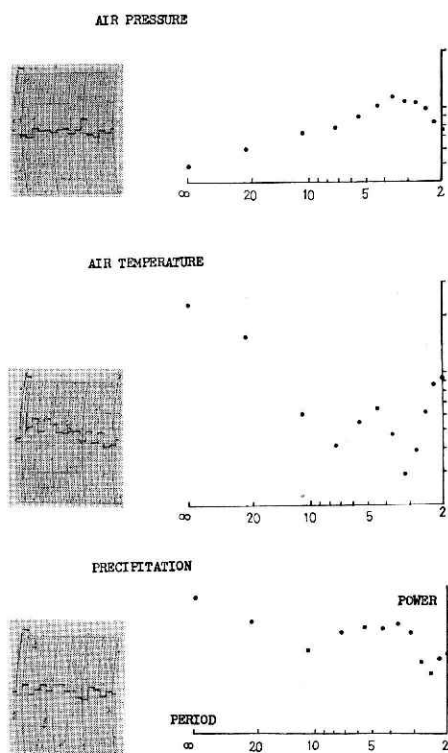 AIR PRESSURE
∞ 20 10 5 2
AIR TEMPERATURE
∞ 20 10 5 2
PRECIPITATION
POWER
PERIOD
∞ 20 10 5 2